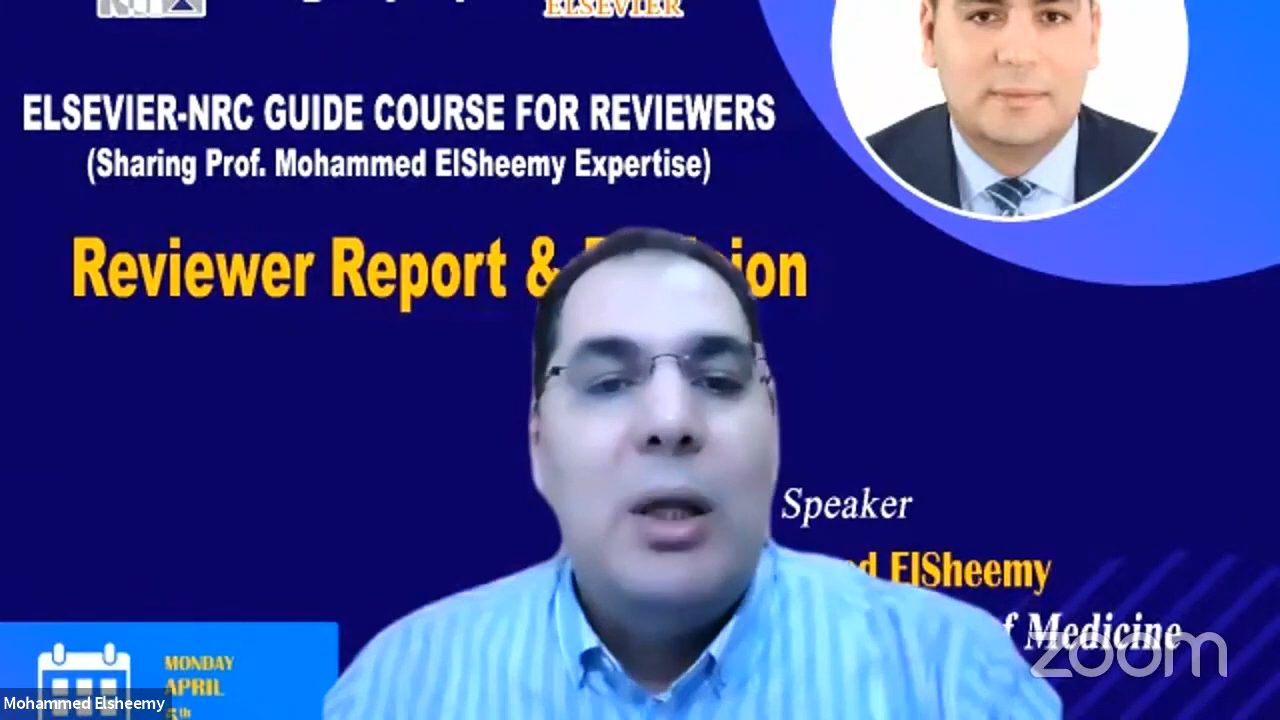 ELSEVIER
ELSEVIER-NRC GUIDE COURSE FOR REVIEWERS
(Sharing Prof. Mohammed ElSheemy Expertise)
Reviewer Report &
Speaker
ElSheemy
Medicine
zoom
MONDAY
APRIL
5th
Mohammed Elsheemy